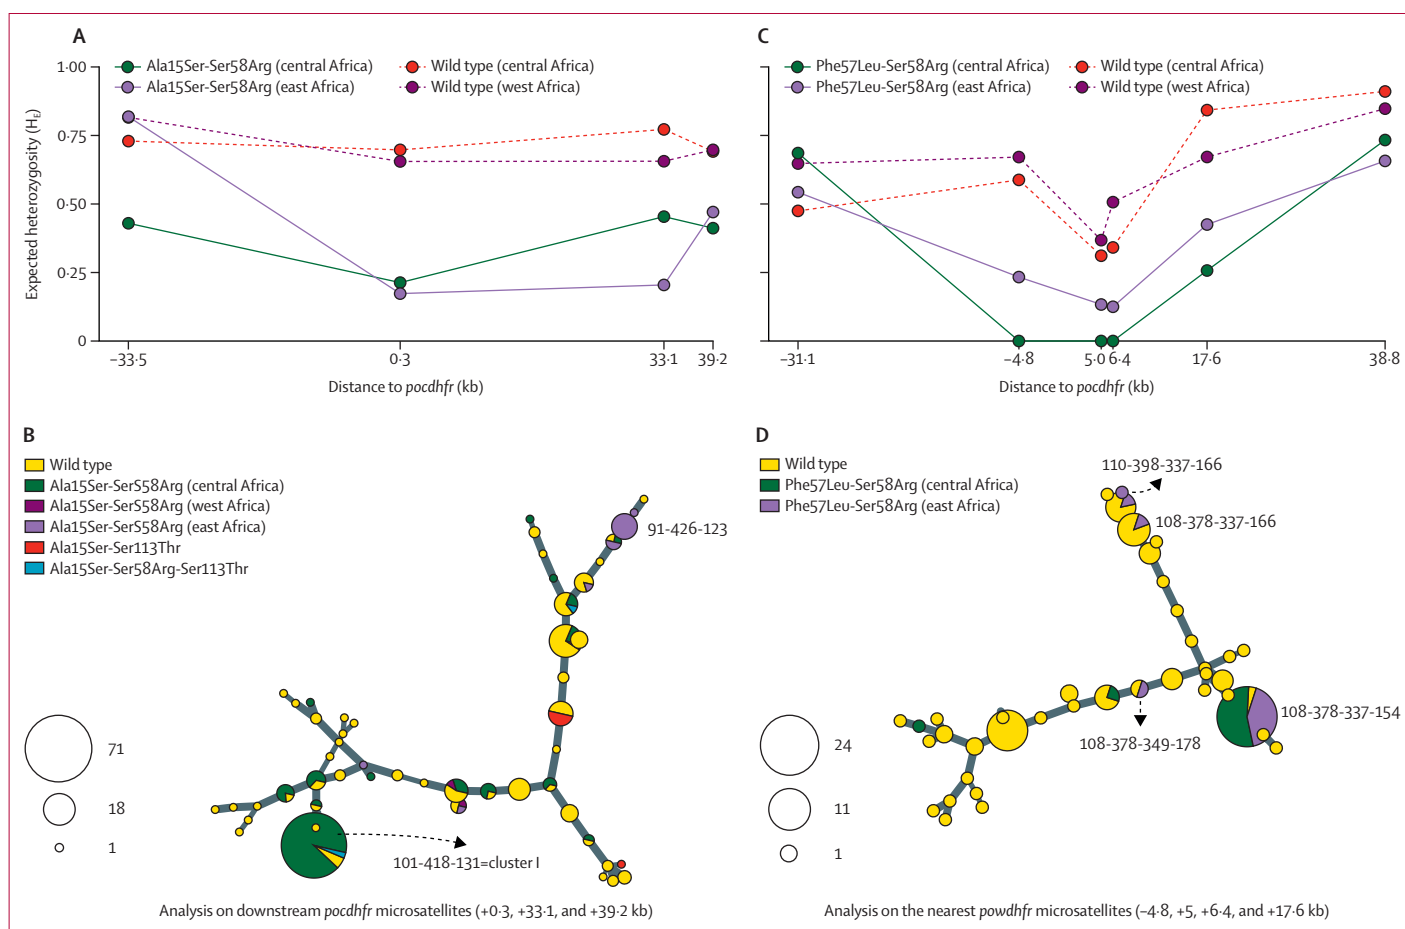 A
Ala15Ser-Ser58Arg (central Africa)
Ala15Ser-Ser58Arg (east Africa)
Wild type (central Africa)
Wild type (west Africa)
Expected heterozygosity (HE)
1·00
0·75
0·50
0·25
0
–33·5
0·3
33·1
39·2
Distance to pocdhfr (kb)
C
Phe57Leu-Ser58Arg (central Africa)
Phe57Leu-Ser58Arg (east Africa)
Wild type (central Africa)
Wild type (west Africa)
–31·1
–4·8
5·0
6·4
17·6
38·8
Distance to pocdhfr (kb)
B
Wild type
Ala15Ser-SerS58Arg (central Africa)
Ala15Ser-SerS58Arg (west Africa)
Ala15Ser-SerS58Arg (east Africa)
Ala15Ser-Ser113Thr
Ala15Ser-Ser58Arg-Ser113Thr
91-426-123
71
18
1
101-418-131=cluster I
Analysis on downstream pocdhfr microsatellites (+0·3, +33·1, and +39·2 kb)
D
Wild type
Phe57Leu-Ser58Arg (central Africa)
Phe57Leu-Ser58Arg (east Africa)
110-398-337-166
108-378-337-166
108-378-337-154
108-378-349-178
24
11
1
Analysis on the nearest powdhfr microsatellites (–4·8, +5, +6·4, and +17·6 kb)